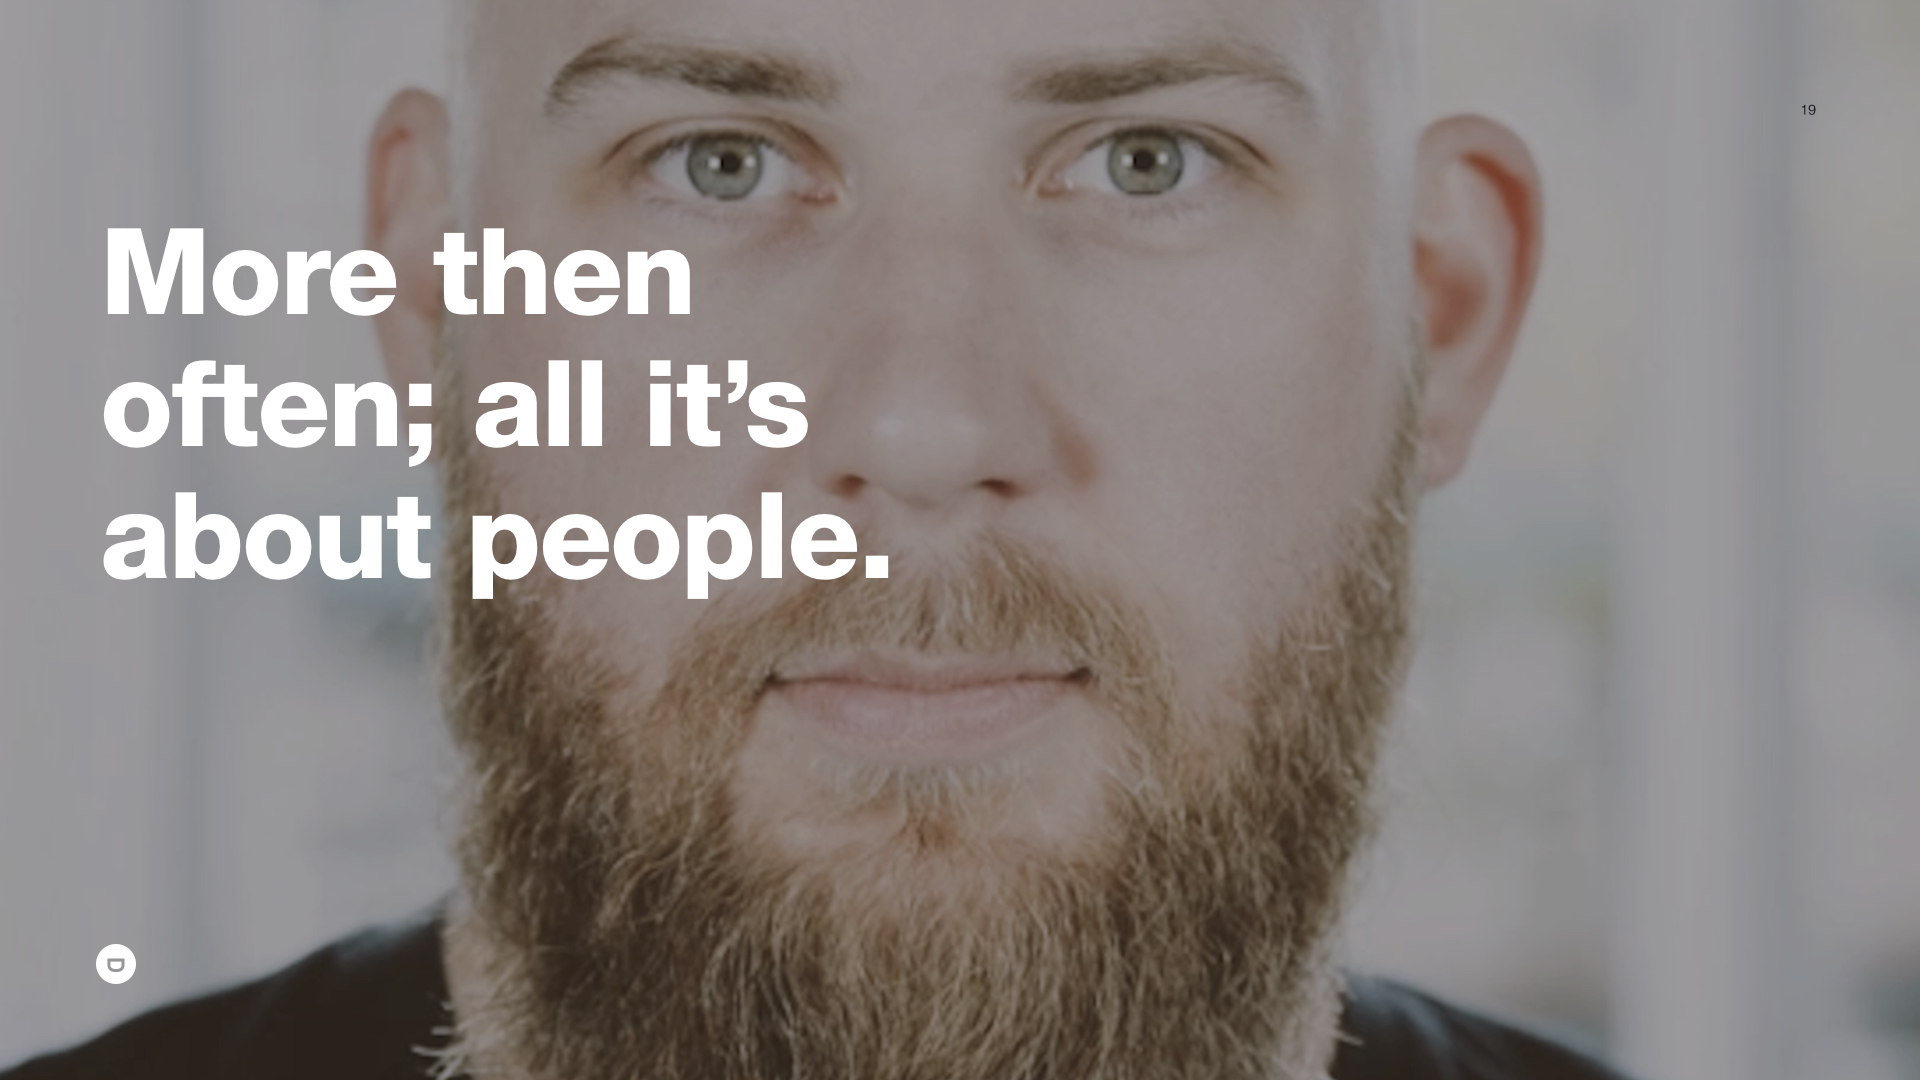 19
More then
often; all it’s
about people.
D